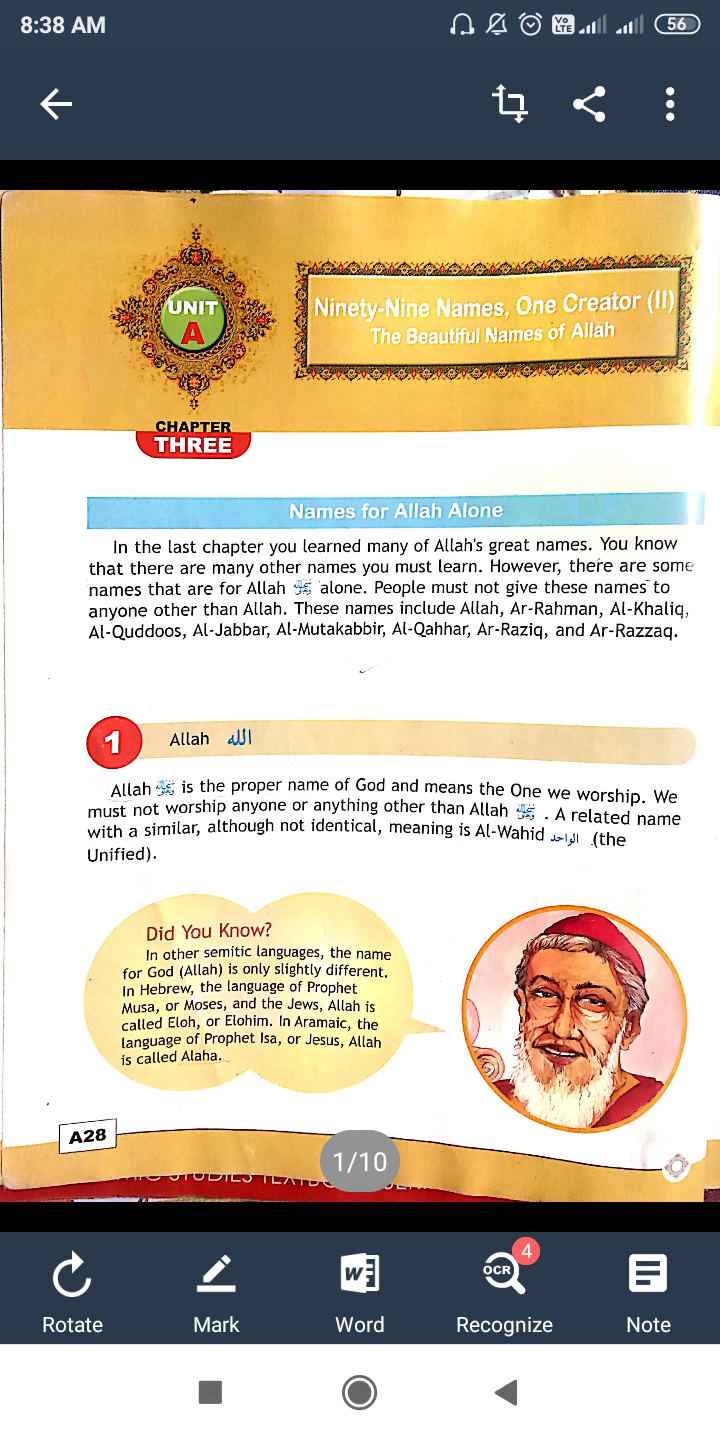 8:38 AM
Vo
LTE
56
UNIT
A
Ninety-Nine Names, One Creator (II)
The Beautiful Names of Allah
CHAPTER
THREE
Names for Allah Alone
In the last chapter you learned many of Allah's great names. You know
that there are many other names you must learn. However, there are some
names that are for Allah ﷻ alone. People must not give these names to
anyone other than Allah. These names include Allah, Ar-Rahman, Al-Khaliq,
Al-Quddoos, Al-Jabbar, Al-Mutakabbir, Al-Qahhar, Ar-Raziq, and Ar-Razzaq.
1
Allah الله
Allah ﷻ is the proper name of God and means the One we worship. We
must not worship anyone or anything other than Allah ﷻ . A related name
with a similar, although not identical, meaning is Al-Wahid الواحد (the
Unified).
Did You Know?
In other semitic languages, the name
for God (Allah) is only slightly different.
In Hebrew, the language of Prophet
Musa, or Moses, and the Jews, Allah is
called Eloh, or Elohim. In Aramaic, the
language of Prophet Isa, or Jesus, Allah
is called Alaha.
A28
1/10
W
OCR
4
Rotate
Mark
Word
Recognize
Note